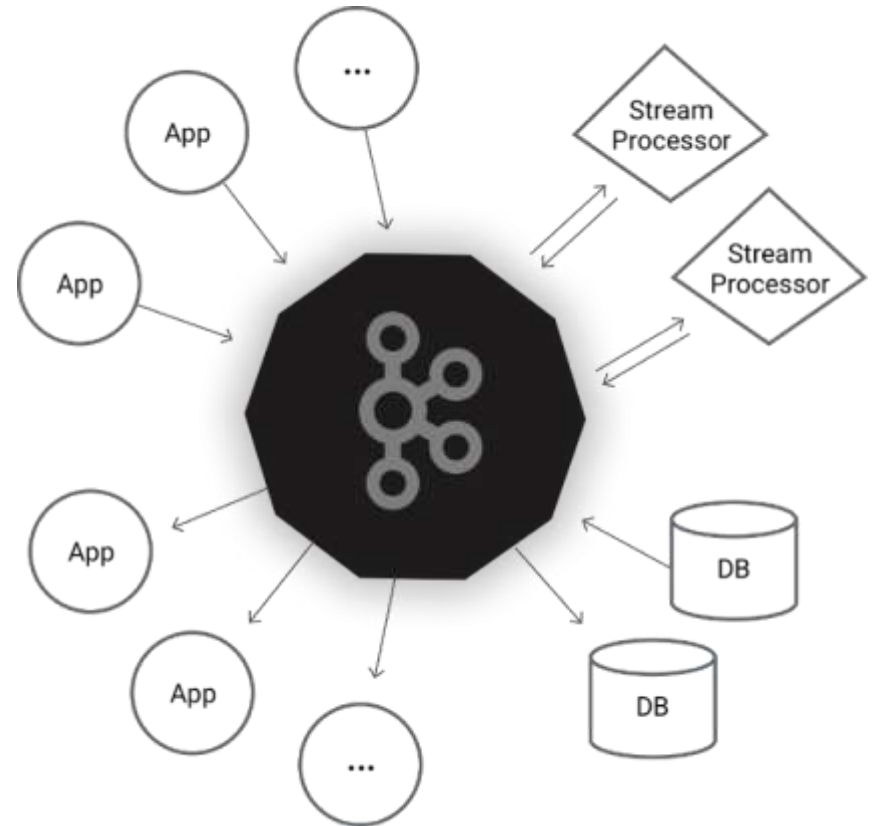 ...
App
App
Stream
Processor
Stream
Processor
App
DB
App
DB
...